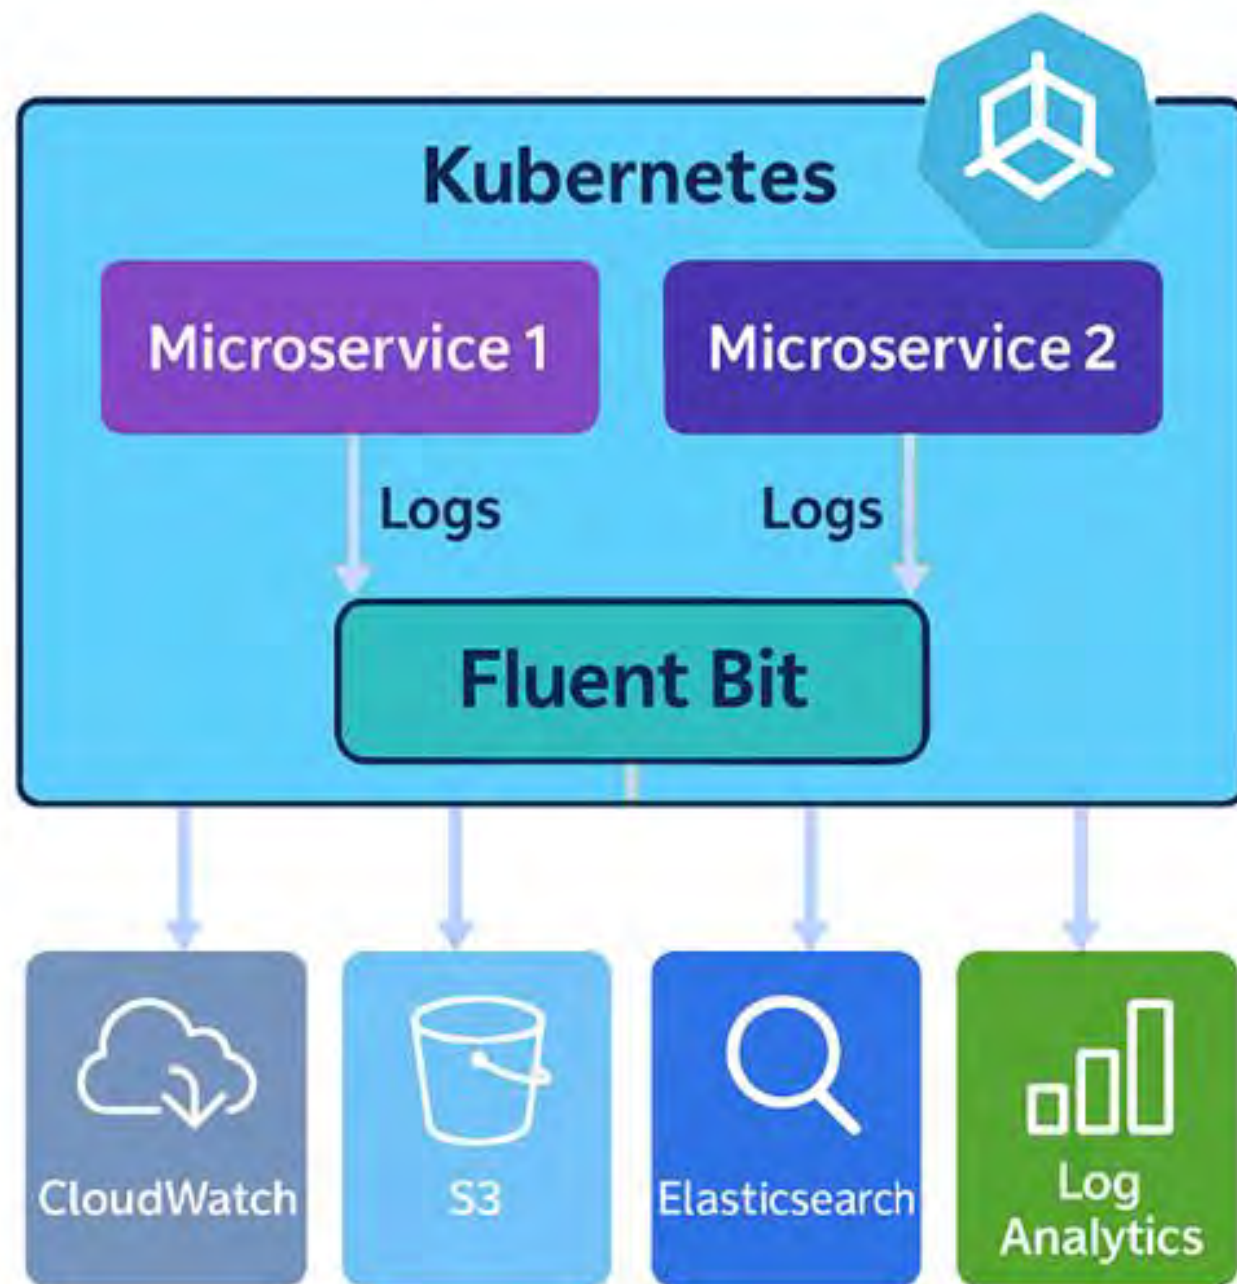 Kubernetes
Microservice 1
Microservice 2
Logs
Logs
Fluent Bit
CloudWatch
S3
Elasticsearch
Log
Analytics